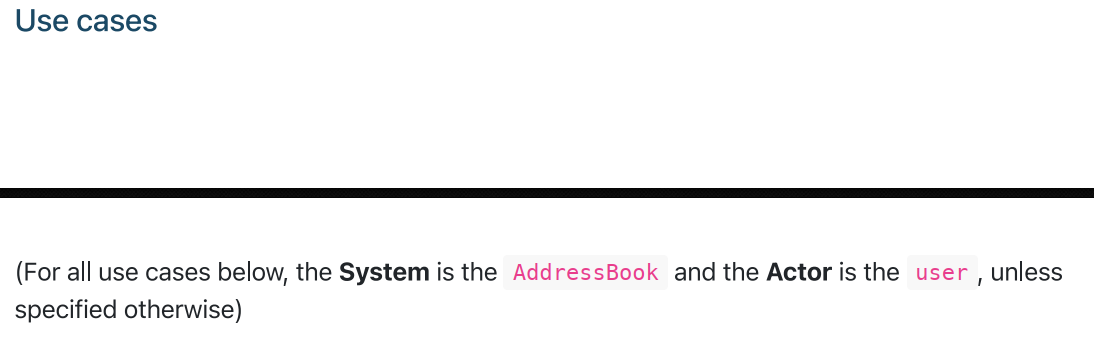 Use cases
(For all use cases below, the System is the AddressBook and the Actor is the user, unless
specified otherwise)